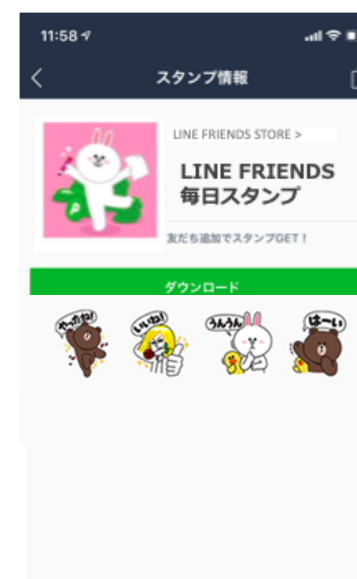 11:58
スタンプ情報
LINE FRIENDS STORE >
LINE FRIENDS
毎日スタンプ
友だち追加でスタンプGET！
ダウンロード
やったね!
いいね!
うんうん
はーい